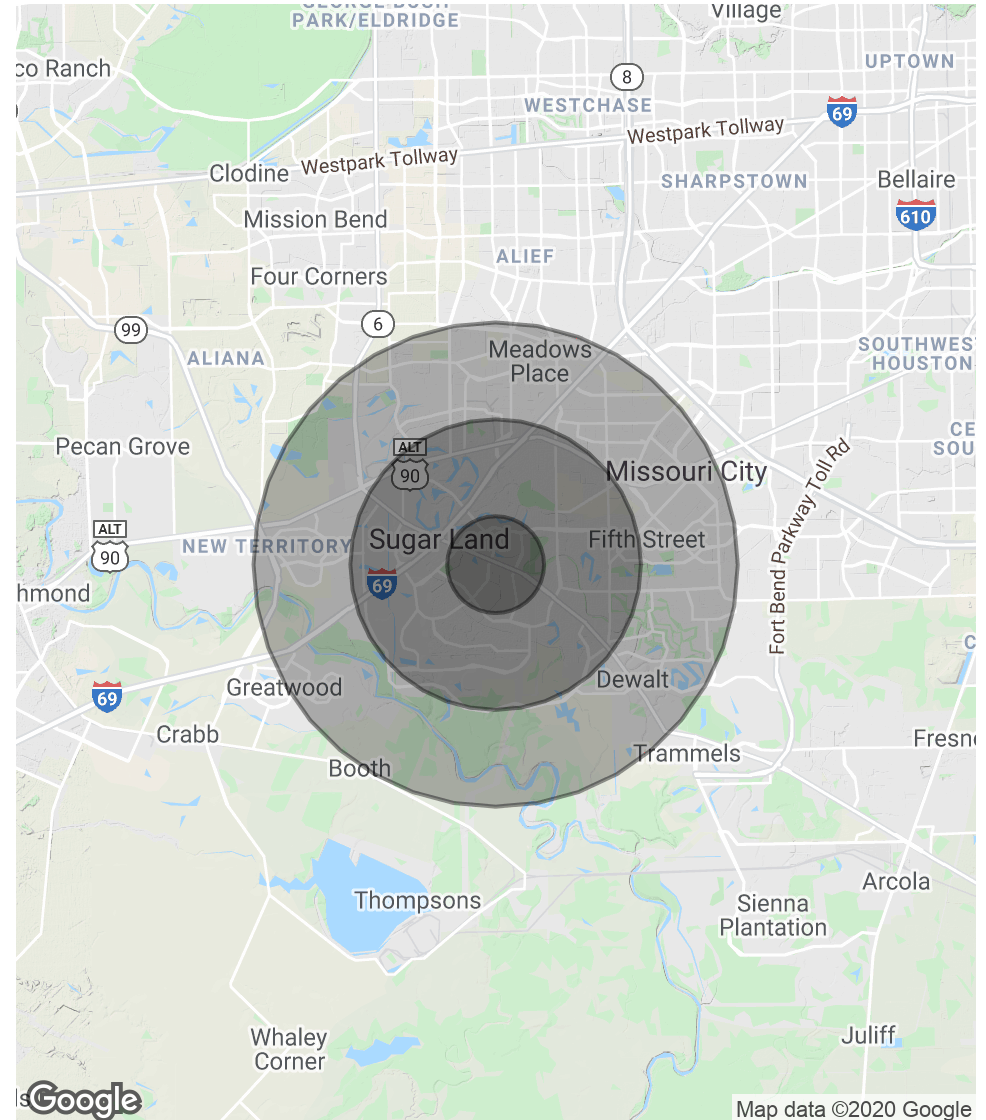 PARK/ELDRIDGE
Village
co Ranch
UPTOWN
8
WESTCHASE
69
Westpark Tollway
Westpark Tollway
Clodine
SHARPSTOWN
Bellaire
610
Mission Bend
ALIEF
Four Corners
99
6
ALIANA
Meadows
Place
SOUTHWEST
HOUSTON
Pecan Grove
ALT
90
CE
SOU
Missouri City
Fort Bend Parkway Toll Rd
ALT
90
NEW TERRITORY
Sugar Land
Fifth Street
69
hmond
Greatwood
Dewalt
69
Crabb
Booth
Trammels
Fresn
Thompsons
Arcola
Sienna
Plantation
Whaley
Corner
Juliff
Google
Map data ©2020 Google